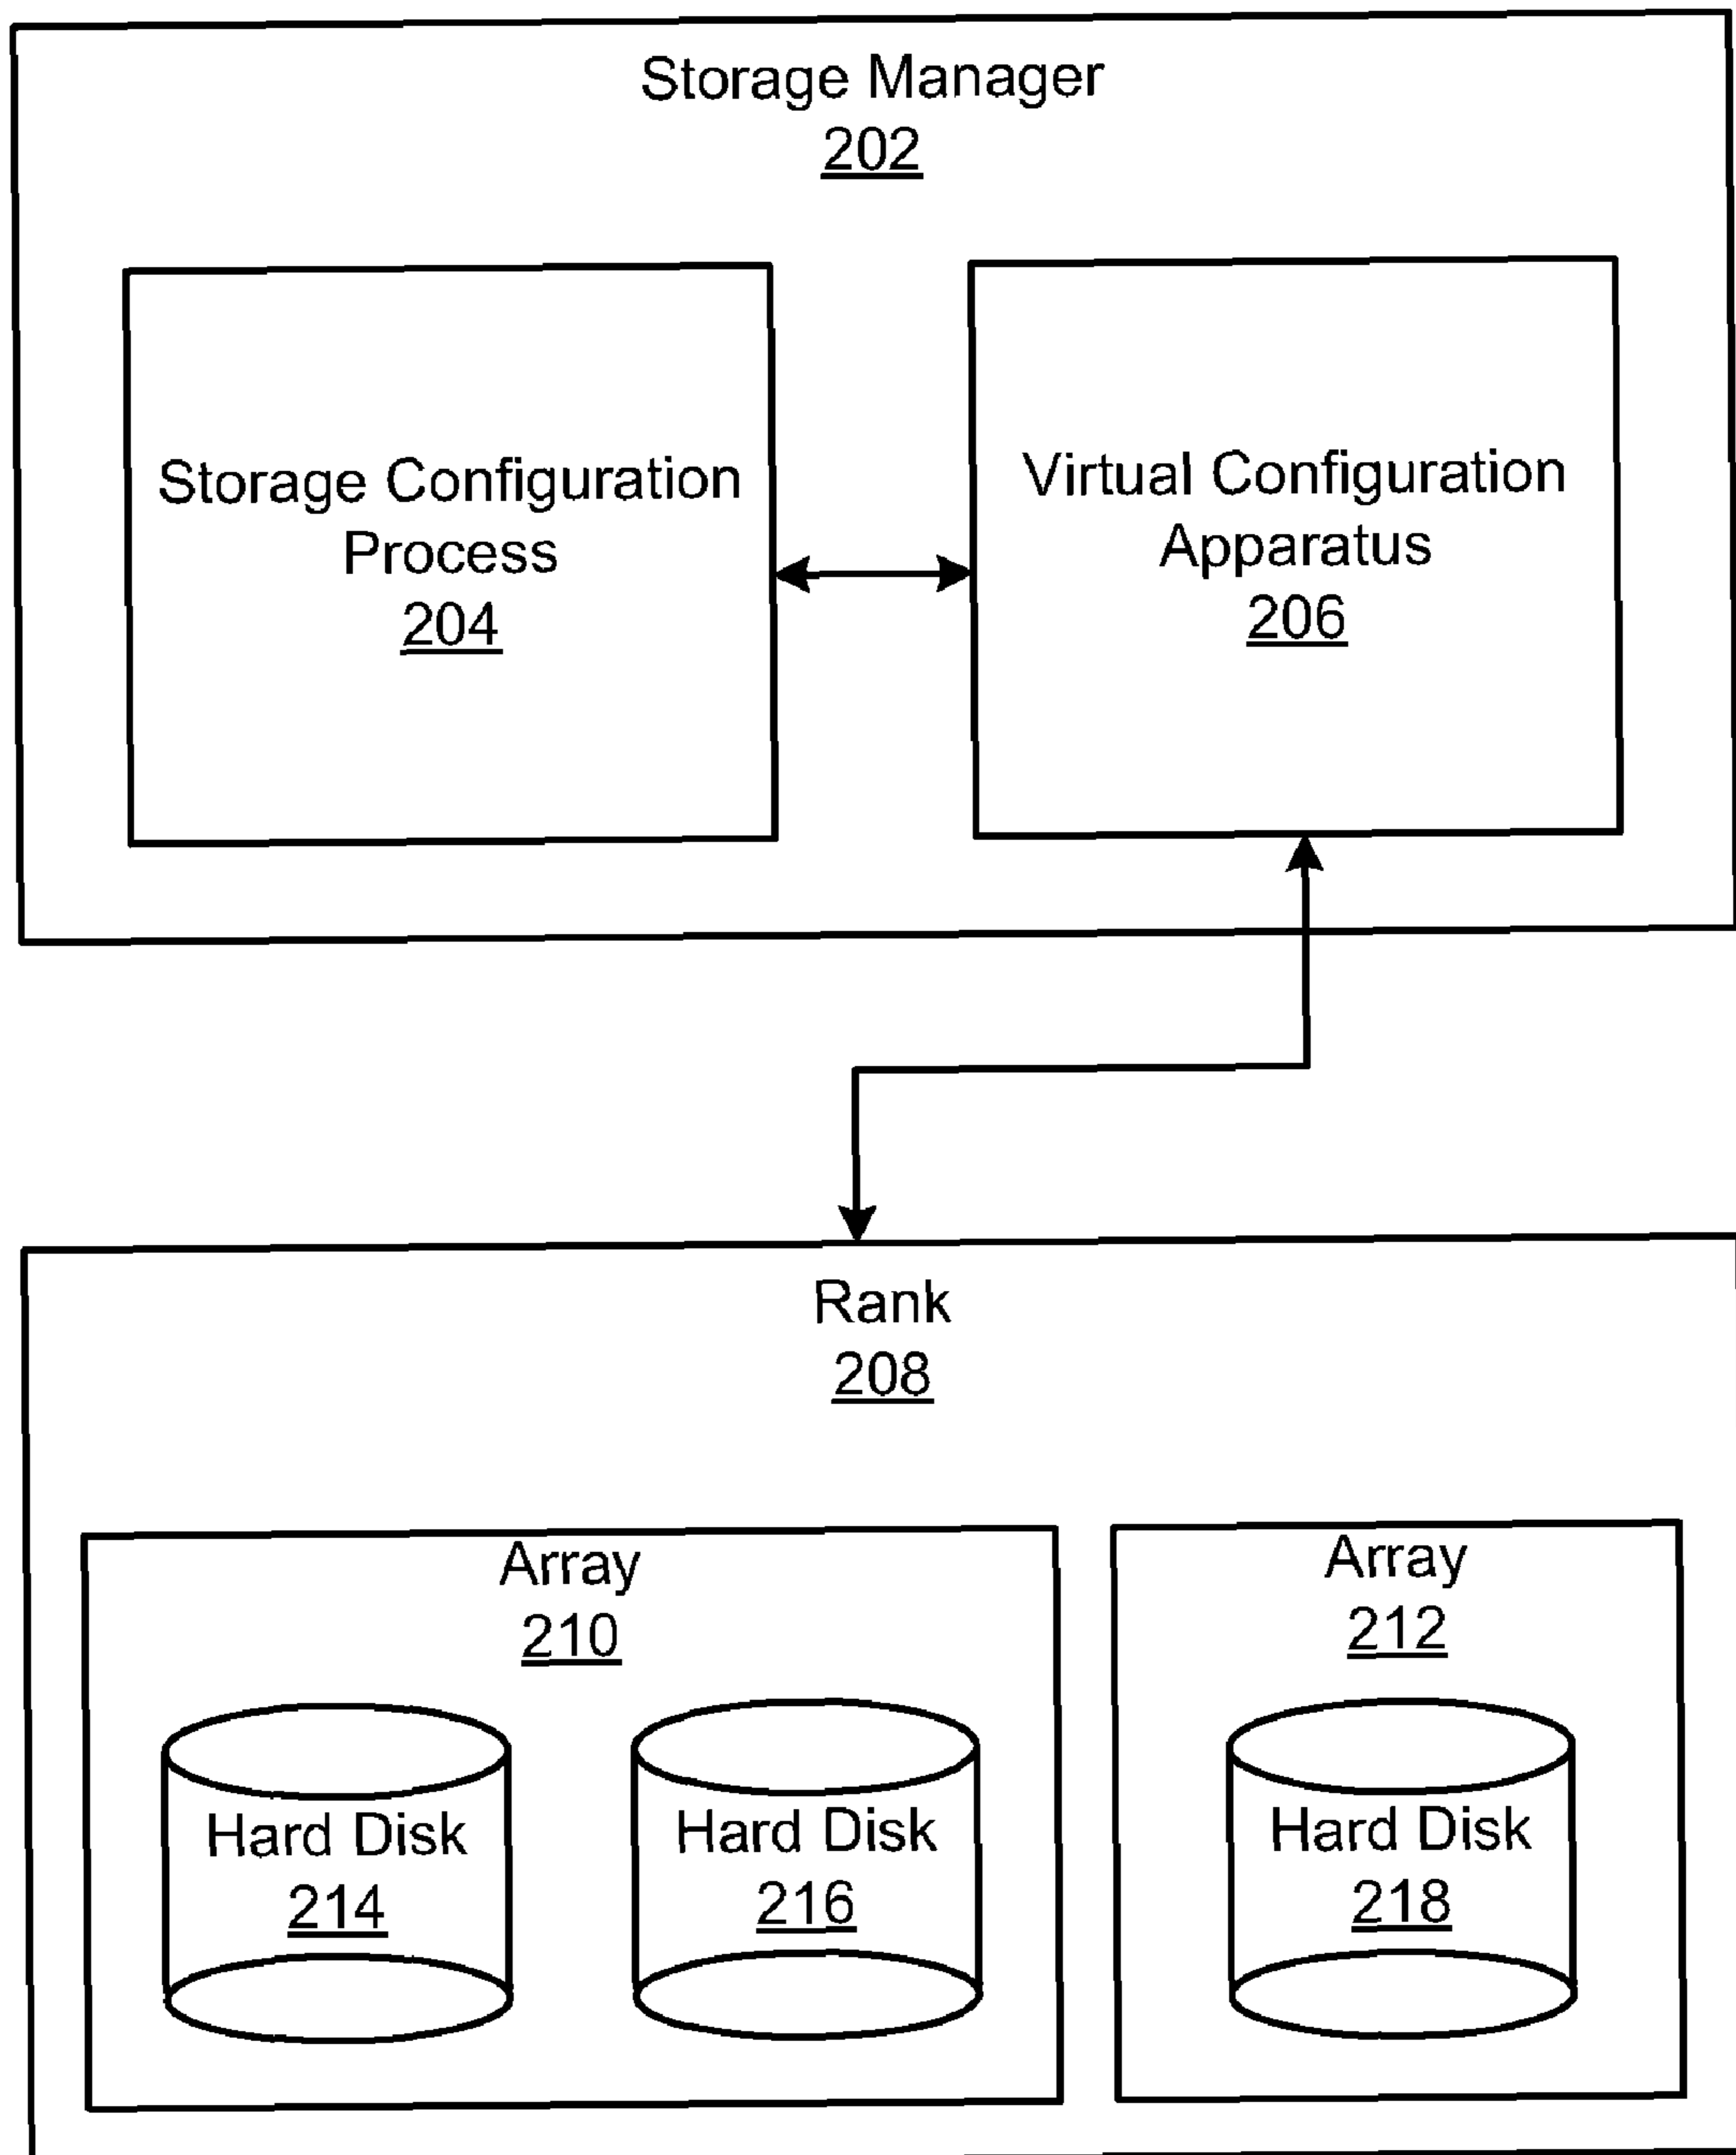 Storage Manager
202
Storage Configuration
Process
204
Virtual Configuration
Apparatus
206
Rank
208
Array
210
Array
212
Hard Disk
214
Hard Disk
216
Hard Disk
218